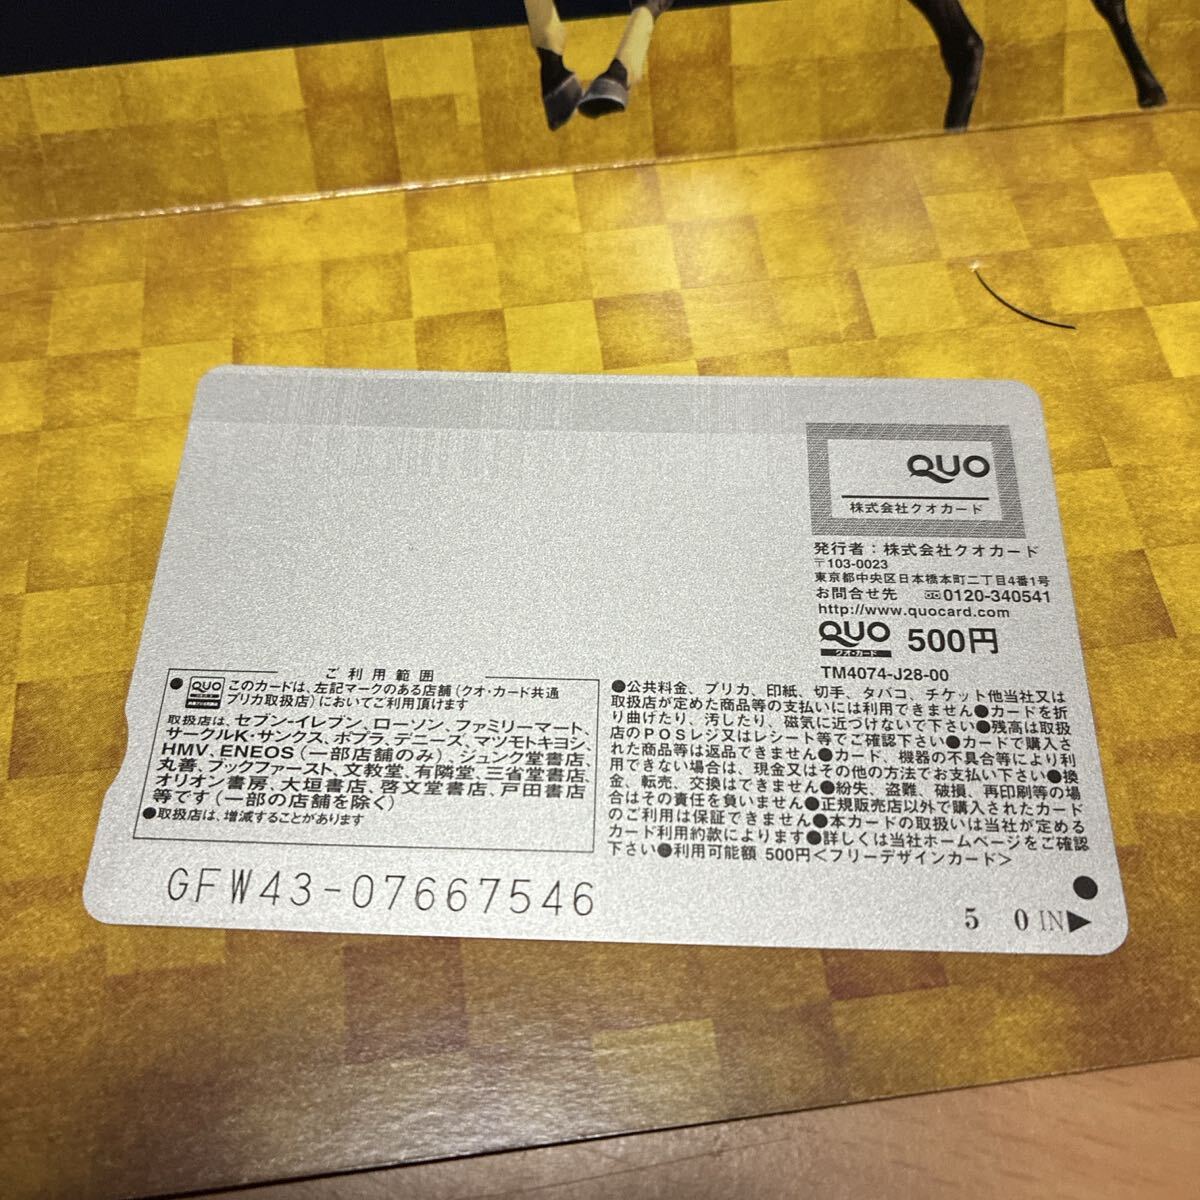 QUO
株式会社クオカード
発行者：株式会社クオカード
〒103-0023
東京都中央区日本橋本町二丁目4番1号
お問合せ先 0120-340541
http://www.quocard.com
QUO 500円
クオ・カード
TM4074-J28-00
ご利用範囲
●QUO このカードは、左記マークのある店舗（クオ・カード共通
プリカ取扱店）においてご利用頂けます
取扱店は、セブン-イレブン、ローソン、ファミリーマート、
サークルK・サンクス、ポプラ、デニーズ、マツモトキヨシ、
HMV、ENEOS（一部店舗のみ）、ジュンク堂書店、
丸善、ブックファースト、文教堂、有隣堂、三省堂書店、
オリオン書房、大垣書店、啓文堂書店、戸田書店
等です（一部の店舗を除く）
●取扱店は、増減することがあります
●公共料金、プリカ、印紙、切手、タバコ、チケット他当社又は
取扱店が定めた商品等の支払いには利用できません●カードを折
り曲げたり、汚したり、磁気に近づけないで下さい●残高は取扱
店のPOSレジ又はレシート等でご確認下さい●カードで購入さ
れた商品等は返品できません●カード、機器の不具合等により利
用できない場合は、現金又はその他の方法でお支払い下さい●換
金、転売、交換はできません●紛失、盗難、破損、再印刷等の場
合はその責任を負いません●正規販売店以外で購入されたカード
のご利用は保証できません●本カードの取扱いは当社が定める
カード利用約款によります●詳しくは当社ホームページをご確認
下さい●利用可能額 500円＜フリーデザインカード＞
GFW43-07667546
5 0 IN▶